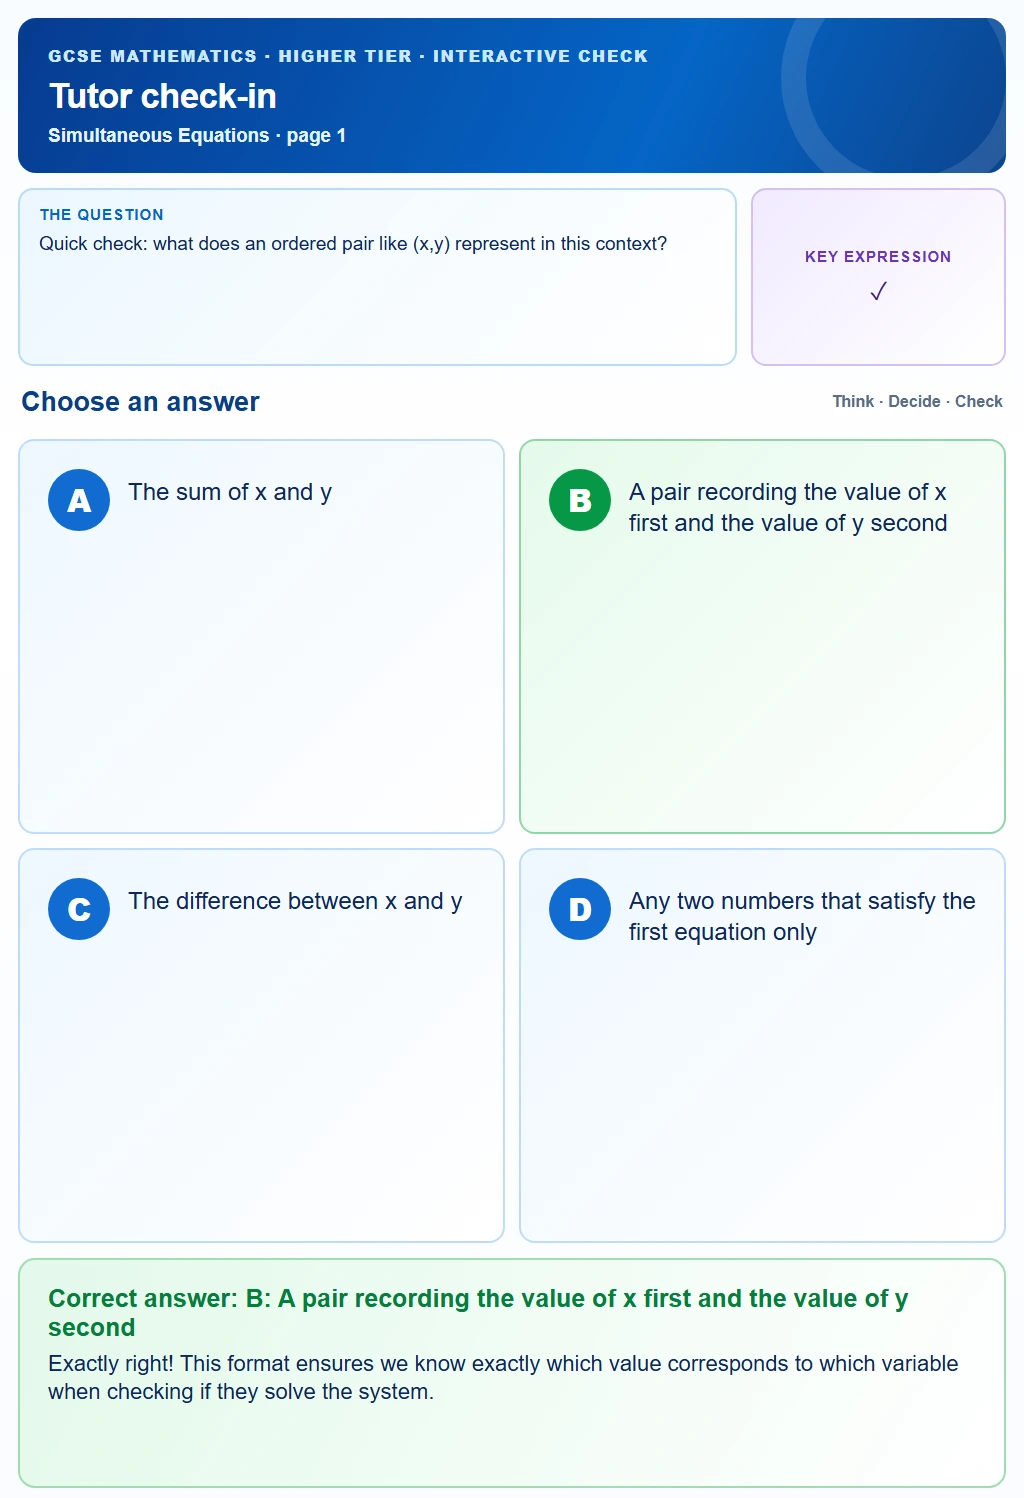 GCSE MATHEMATICS · HIGHER TIER · INTERACTIVE CHECK
Tutor check-in
Simultaneous Equations · page 1
THE QUESTION
Quick check: what does an ordered pair like (x,y) represent in this context?
KEY EXPRESSION
✓
Choose an answer
Think · Decide · Check
A
The sum of x and y
B
A pair recording the value of x
first and the value of y second
C
The difference between x and y
D
Any two numbers that satisfy the
first equation only
Correct answer: B: A pair recording the value of x first and the value of y
second
Exactly right! This format ensures we know exactly which value corresponds to which variable
when checking if they solve the system.